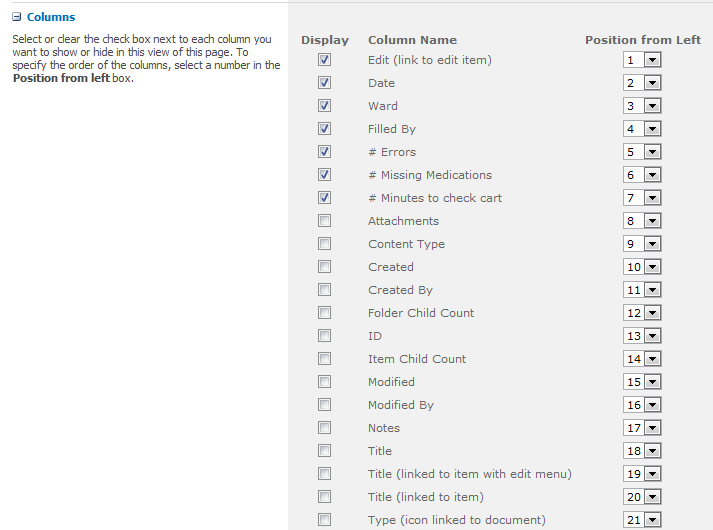 Columns
Select or clear the check box next to each column you
want to show or hide in this view of this page. To
specify the order of the columns, select a number in the
Position from left box.
Display Column Name Position from Left
Edit (link to edit item) 1
Date 2
Ward 3
Filled By 4
# Errors 5
# Missing Medications 6
# Minutes to check cart 7
Attachments 8
Content Type 9
Created 10
Created By 11
Folder Child Count 12
ID 13
Item Child Count 14
Modified 15
Modified By 16
Notes 17
Title 18
Title (linked to item with edit menu) 19
Title (linked to item) 20
Type (icon linked to document) 21